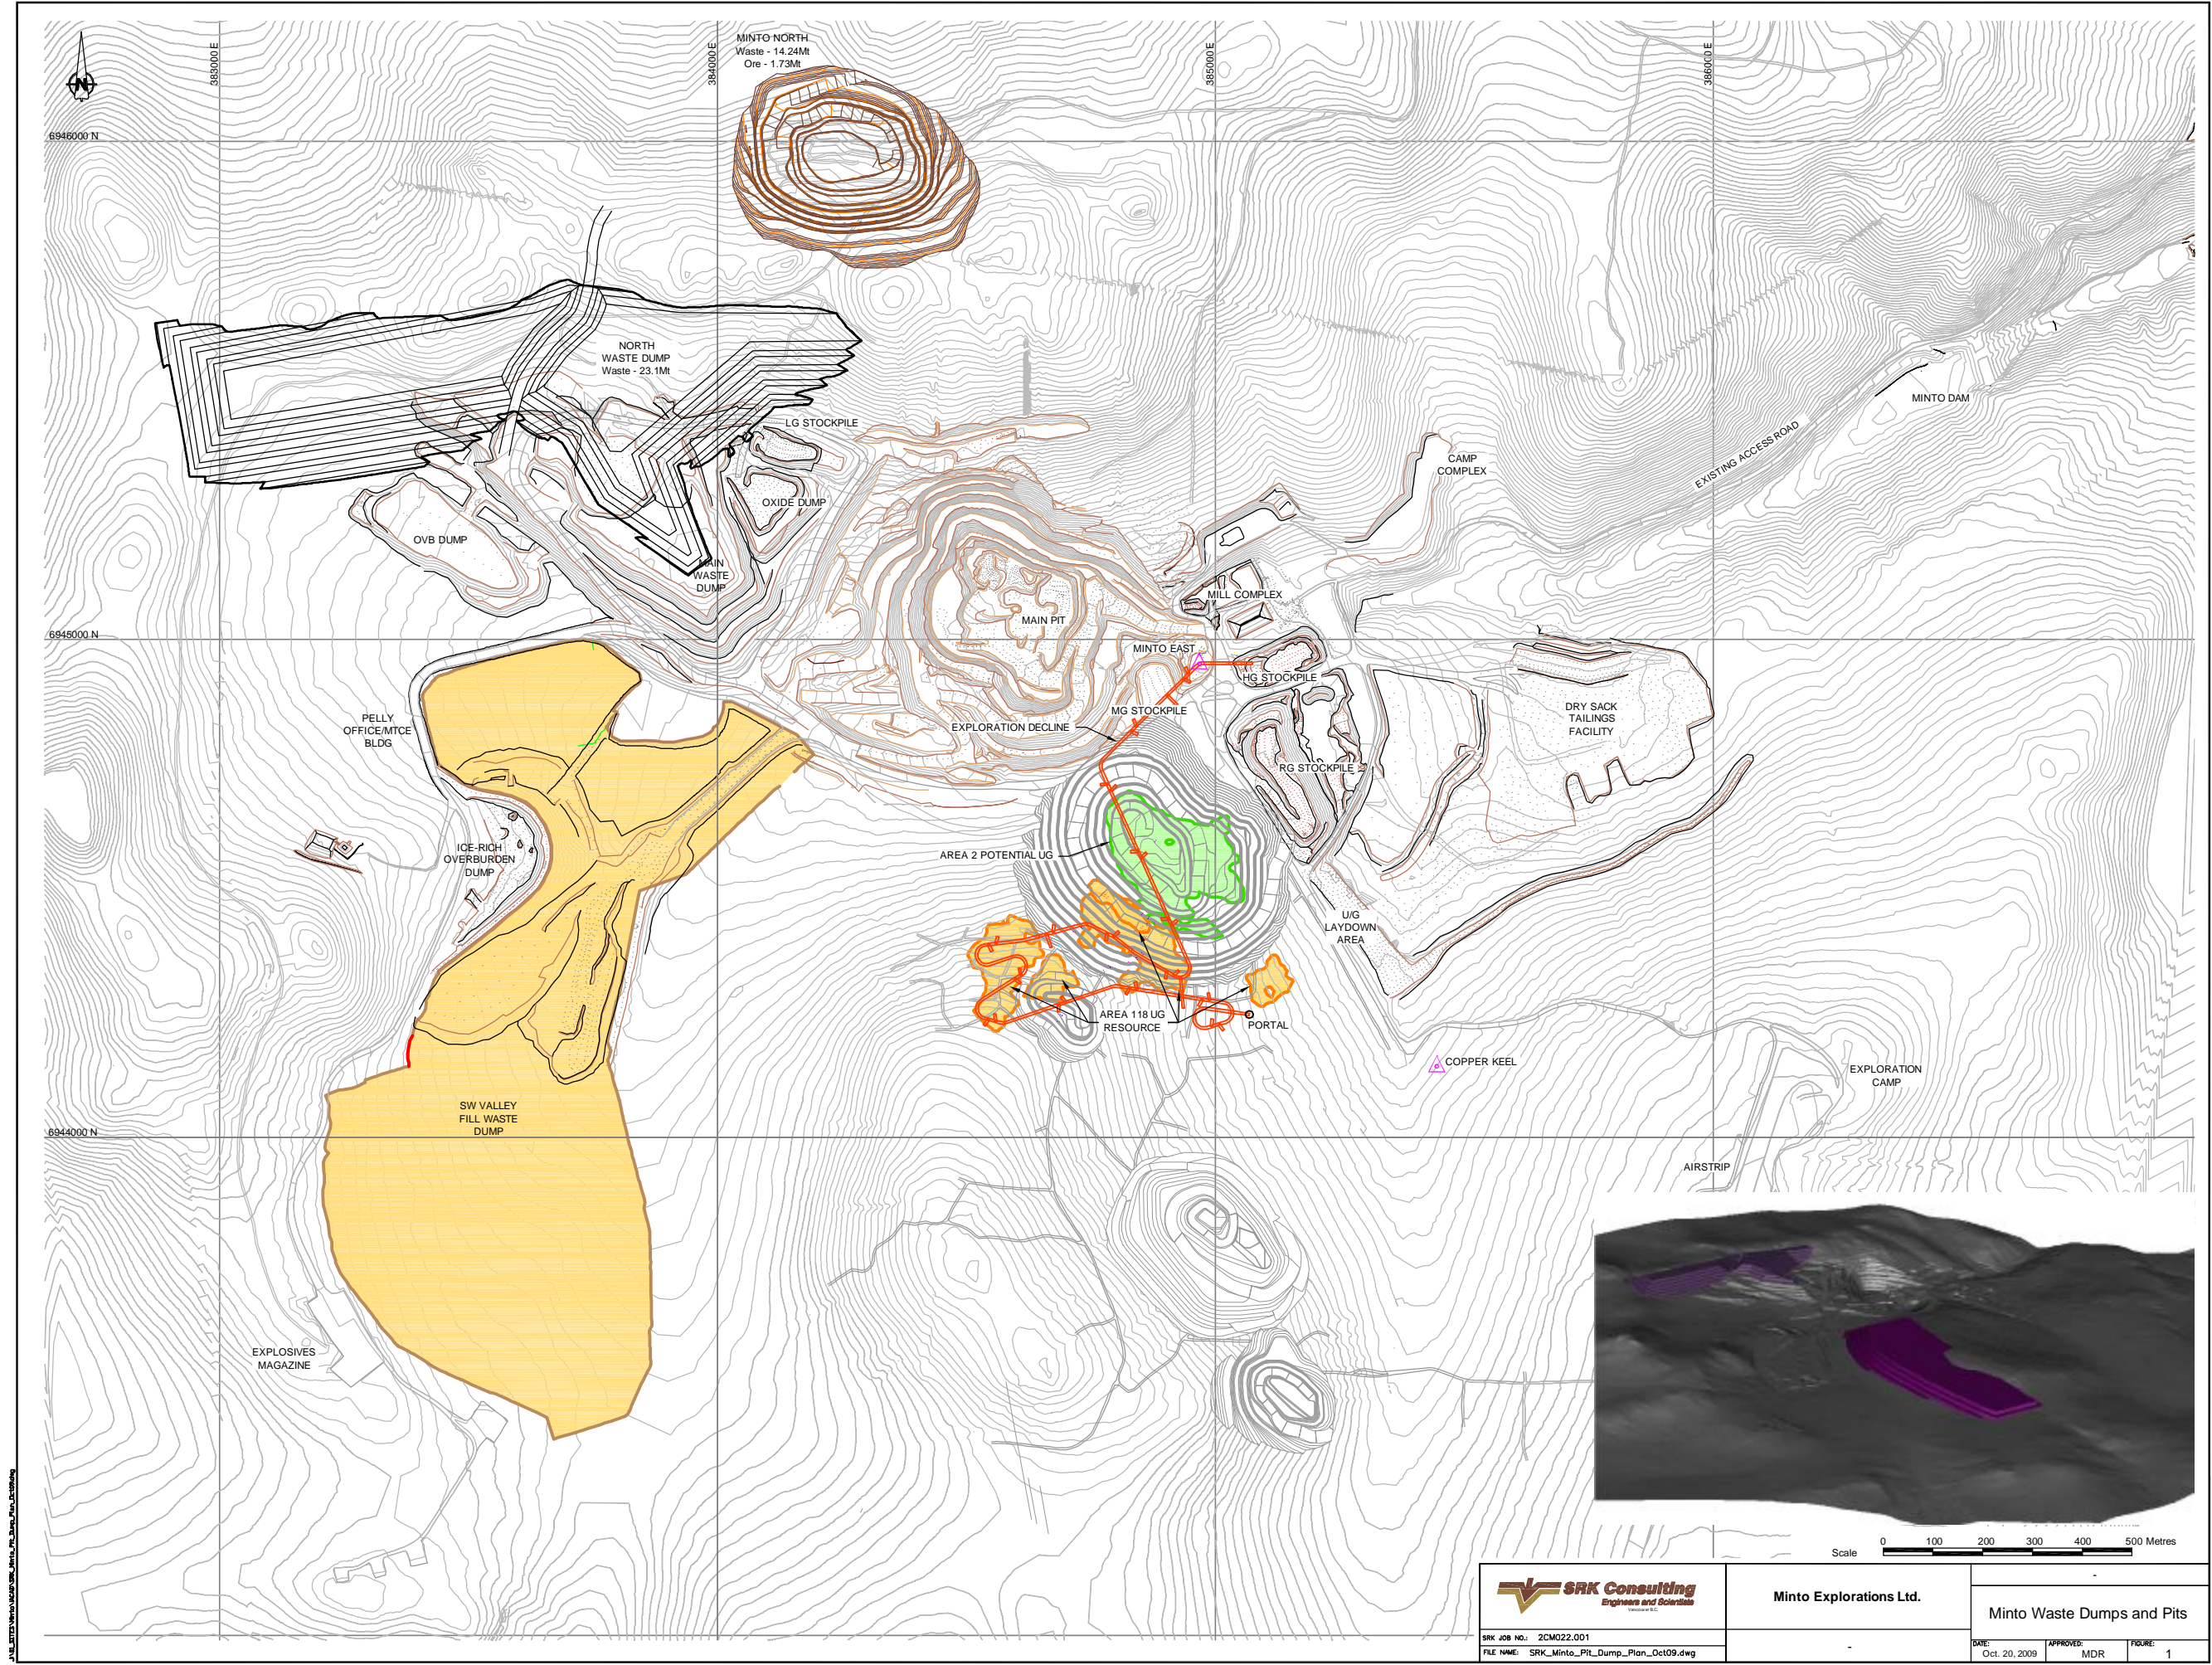 MINTO NORTH
Waste - 14.24Mt
Ore - 1.73Mt
383000 E
384000 E
385000 E
386000 E
N
6946000 N
NORTH
WASTE DUMP
Waste - 23.1Mt
MINTO DAM
LG STOCKPILE
EXISTING ACCESS ROAD
CAMP
COMPLEX
OXIDE DUMP
OVB DUMP
MAIN
WASTE
DUMP
MILL COMPLEX
MAIN PIT
6945000 N
MINTO EAST
HG STOCKPILE
MG STOCKPILE
EXPLORATION DECLINE
PELLY
OFFICE/MTCE
BLDG
DRY SACK
TAILINGS
FACILITY
RG STOCKPILE
ICE-RICH
OVERBURDEN
DUMP
AREA 2 POTENTIAL UG
U/G
LAYDOWN
AREA
AREA 118 UG
RESOURCE
PORTAL
COPPER KEEL
EXPLORATION
CAMP
SW VALLEY
FILL WASTE
DUMP
6944000 N
AIRSTRIP
EXPLOSIVES
MAGAZINE
Scale
0 100 200 300 400 500 Metres
SRK Consulting
Engineers and Scientists
Vancouver B.C.
SRK JOB NO.: 2CM022.001
FILE NAME: SRK_Minto_Pit_Dump_Plan_Oct09.dwg
Minto Explorations Ltd.
-
-
Minto Waste Dumps and Pits
DATE: Oct. 20, 2009
APPROVED: MDR
FIGURE: 1